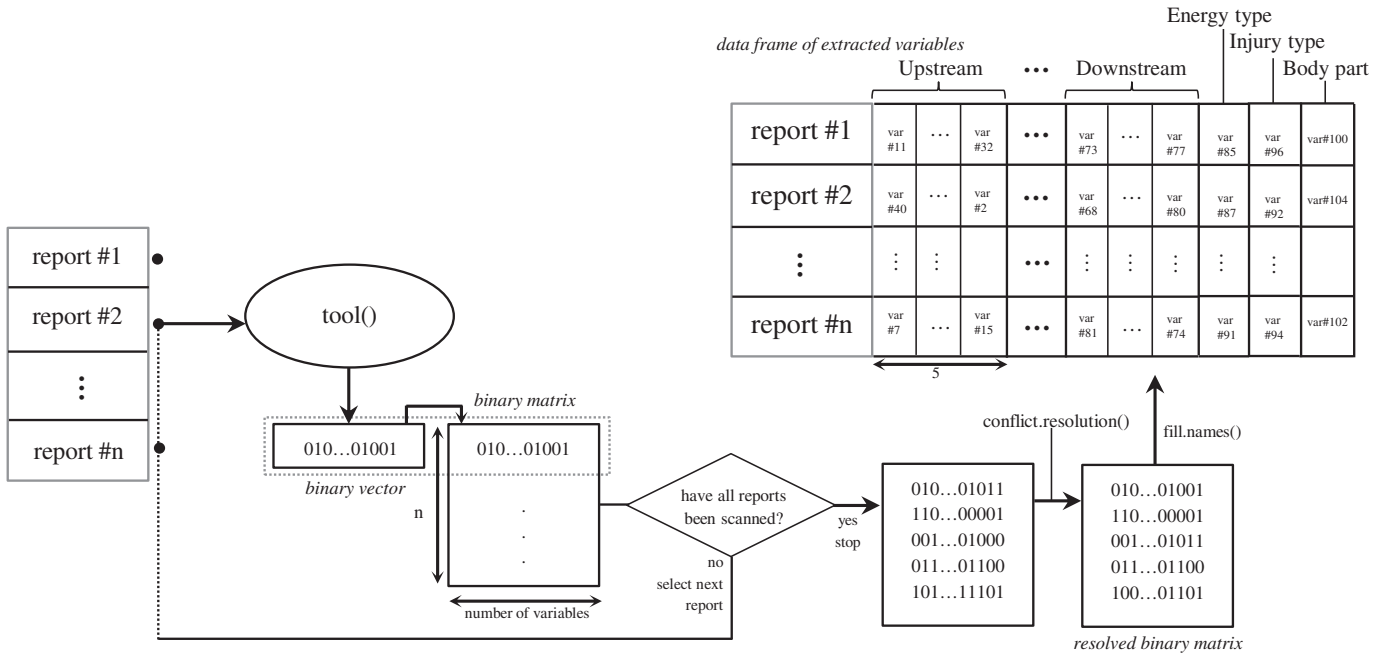 Energy type
Injury type
data frame of extracted variables
Upstream ... Downstream
Body part
report #1 var #11 ... var #32 ... var #73 ... var #77 var #85 var #96 var#100
report #2 var #40 ... var #2 ... var #68 ... var #80 var #87 var #92 var#104
⋮ ⋮ ⋮ ... ⋮ ⋮ ⋮ ⋮ ⋮
report #n var #7 ... var #15 ... var #81 ... var #74 var #91 var #94 var#102
5
report #1
report #2
⋮
report #n
tool()
binary matrix
010…01001
binary vector
010…01001
.
.
.
n
number of variables
have all reports
been scanned?
yes
stop
no
select next
report
010…01011
110…00001
001…01000
011…01100
101…11101
conflict.resolution()
fill.names()
010…01001
110…00001
001…01011
011…01100
100…01101
resolved binary matrix